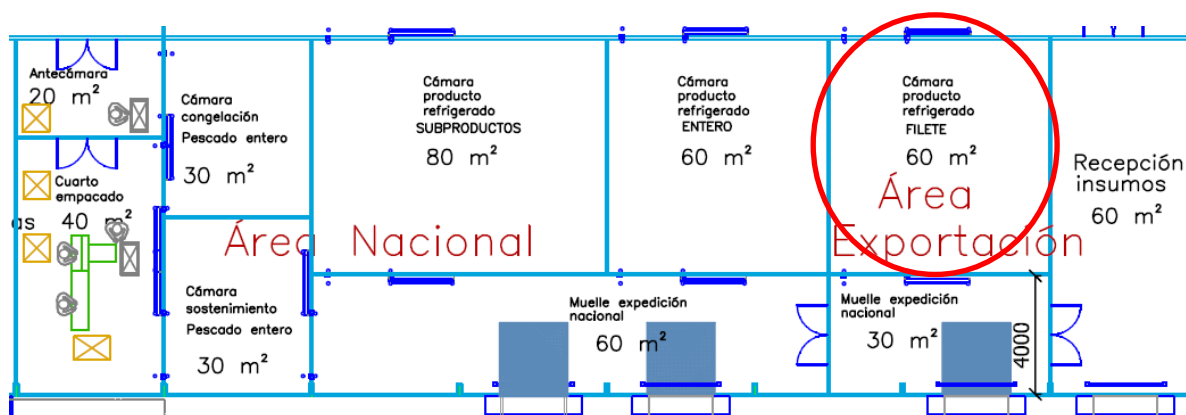 Antecámara
20 m²
Cuarto
empacado
as 40 m²
Cámara
congelación
Pescado entero
30 m²
Cámara
sostenimiento
Pescado entero
30 m²
Área Nacional
Cámara
producto
refrigerado
SUBPRODUCTOS
80 m²
Cámara
producto
refrigerado
ENTERO
60 m²
Cámara
producto
refrigerado
FILETE
60 m²
Área
Exportación
Recepción
insumos
60 m²
Muelle expedición
nacional
60 m²
Muelle expedición
nacional
30 m²
4000